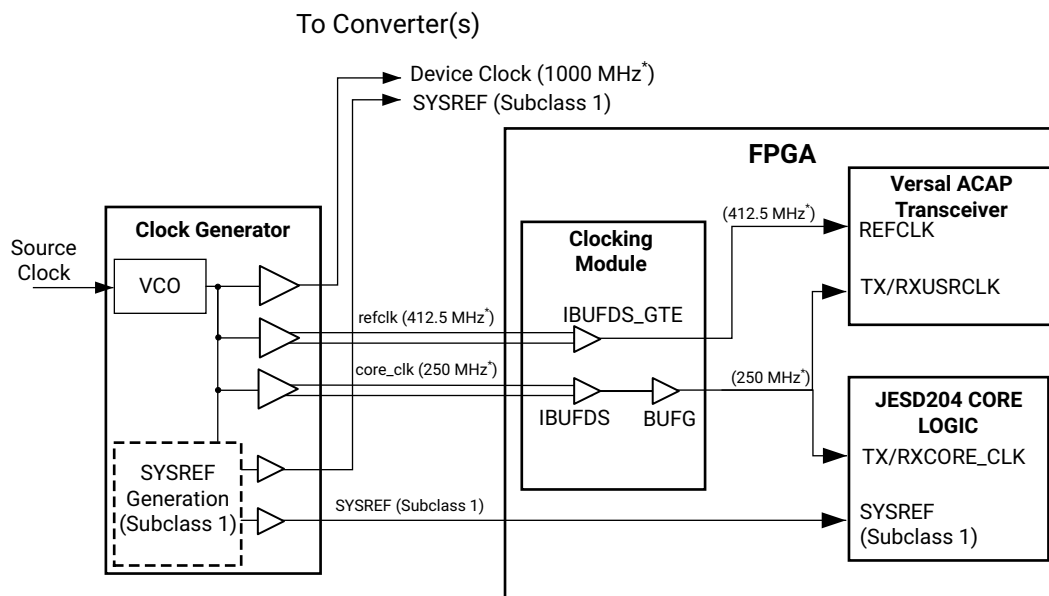 To Converter(s)
Device Clock (1000 MHz*)
SYSREF (Subclass 1)
FPGA
Versal ACAP
Transceiver
REFCLK
TX/RXUSRCLK
(412.5 MHz*)
Clock Generator
Source
Clock
VCO
Clocking
Module
refclk (412.5 MHz*)
IBUFDS_GTE
core_clk (250 MHz*)
IBUFDS
BUFG
(250 MHz*)
JESD204 CORE
LOGIC
TX/RXCORE_CLK
SYSREF
(Subclass 1)
SYSREF
Generation
(Subclass 1)
SYSREF (Subclass 1)